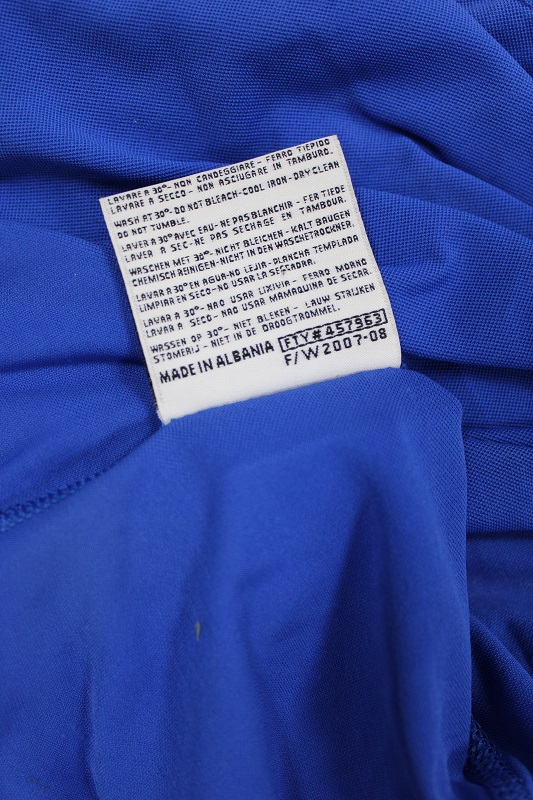 LAVARE A 30°- NON CANDEGGIARE - FERRO TIEPIDO
LAVARE A SECCO - NON ASCIUGARE IN TAMBURO.
WASH AT 30°-DO NOT BLEACH-COOL IRON-DRY CLEAN
DO NOT TUMBLE.
LAVER A 30°AVEC EAU-NE PAS BLANCHIR - FER TIEDE
LAVER A SEC-NE PAS SECHAGE EN TAMBOUR.
WASCHEN MET 30°-NICHT BLEICHEN-KALT BAUGEN
CHEMISCH REINIGEN-NICHT IN DEN WASCHETROCKNER.
LAVAR A 30°EN AGUA-NO LEJIA-PLANCHA TEMPLADA
LIMPIAR EN SECO-NO USAR LA SECCADRA.
LAVAR A 30°-NAO USAR LIXIVIA - FERRO MORNO
LAVAR A SECO-NAO USAR MAMAQUINA DE SECAR.
WASSEN OP 30°- NIET BLEKEN - LAUW STRIJKEN
STOMERIJ - NIET IN DE DROOGTROMMEL.
MADE IN ALBANIA FTY# 457963
F/W2007-08